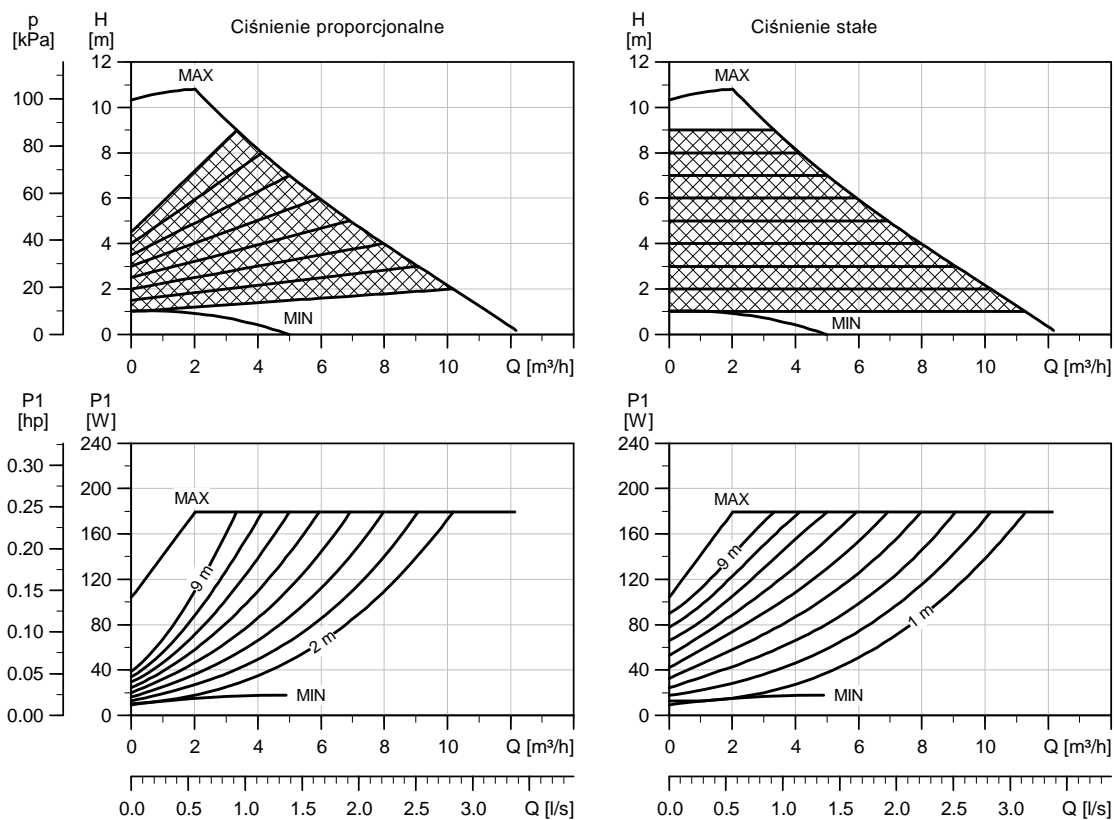 p
[kPa]
H
[m]
Ciśnienie proporcjonalne
H
[m]
Ciśnienie stałe
100
80
60
40
20
0
12
10
8
6
4
2
0
MAX
MIN
0 2 4 6 8 10 Q [m³/h]
12
10
8
6
4
2
0
MAX
MIN
0 2 4 6 8 10 Q [m³/h]
P1
[hp]
P1
[W]
P1
[W]
0.30
0.25
0.20
0.15
0.10
0.05
0.00
240
200
160
120
80
40
0
MAX
9 m
2 m
MIN
0 2 4 6 8 10 Q [m³/h]
0.0 0.5 1.0 1.5 2.0 2.5 3.0 Q [l/s]
240
200
160
120
80
40
0
MAX
9 m
1 m
MIN
0 2 4 6 8 10 Q [m³/h]
0.0 0.5 1.0 1.5 2.0 2.5 3.0 Q [l/s]